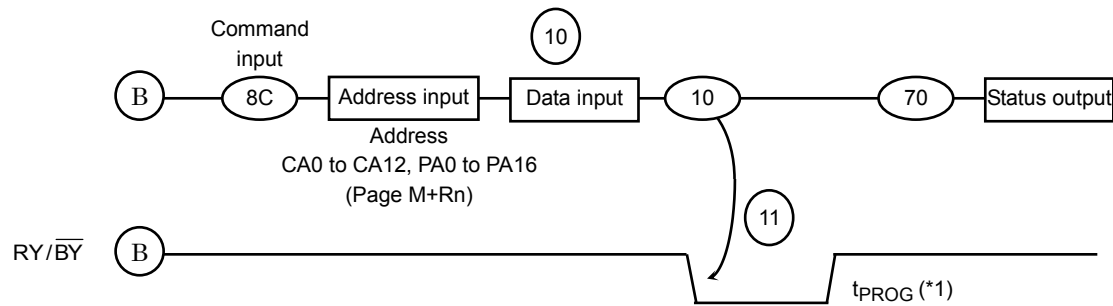 Command
input
10
B
8C
Address input
Data input
10
70
Status output
Address
CA0 to CA12, PA0 to PA16
(Page M+Rn)
11
RY/BY
B
tPROG (*1)